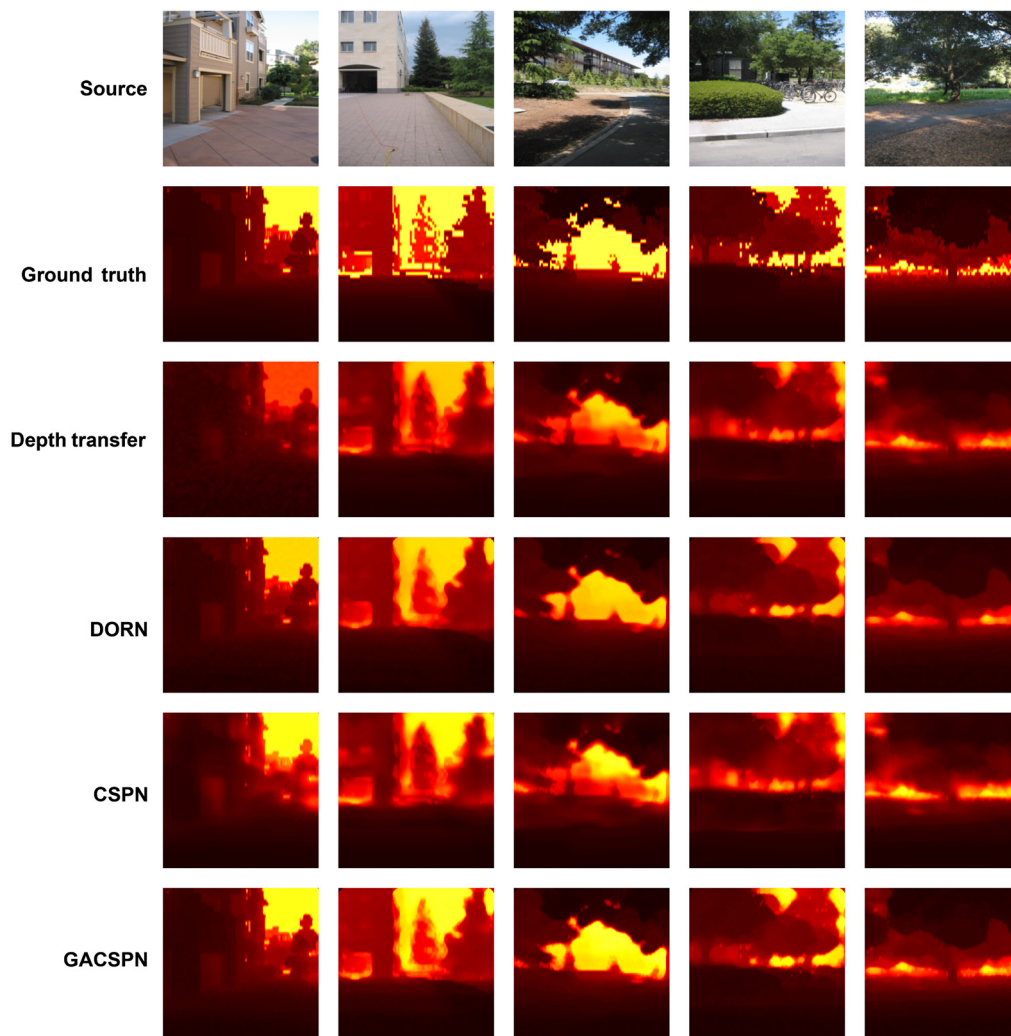 Source
Ground truth
Depth transfer
DORN
CSPN
GACSPN